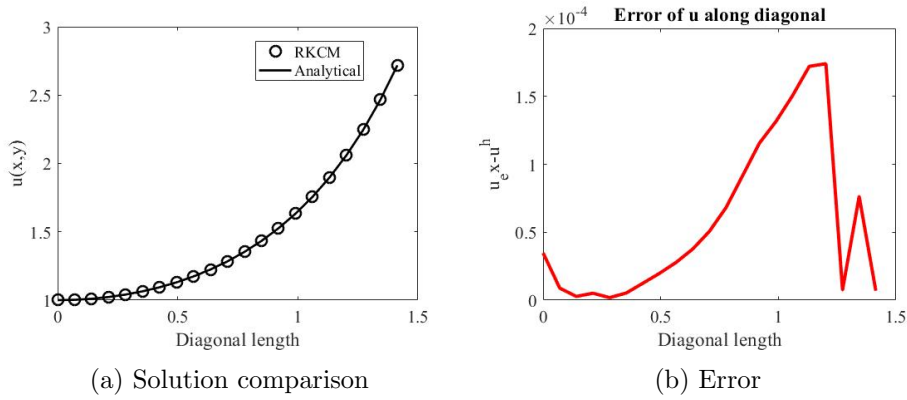 3
2.5
2
1.5
1
0
0.5
1
1.5
u(x,y)
Diagonal length
RKCM
Analytical
(a) Solution comparison
×10⁻⁴
Error of u along diagonal
2
1.5
1
0.5
0
0
0.5
1
1.5
uₑx-uʰ
Diagonal length
(b) Error